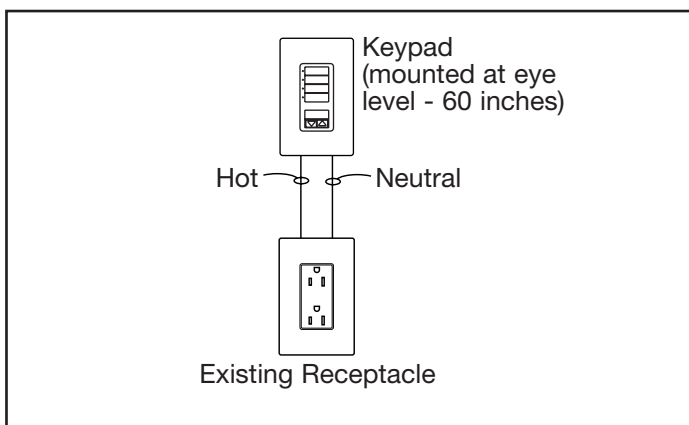 Keypad
(mounted at eye
level - 60 inches)
Hot
Neutral
Existing Receptacle